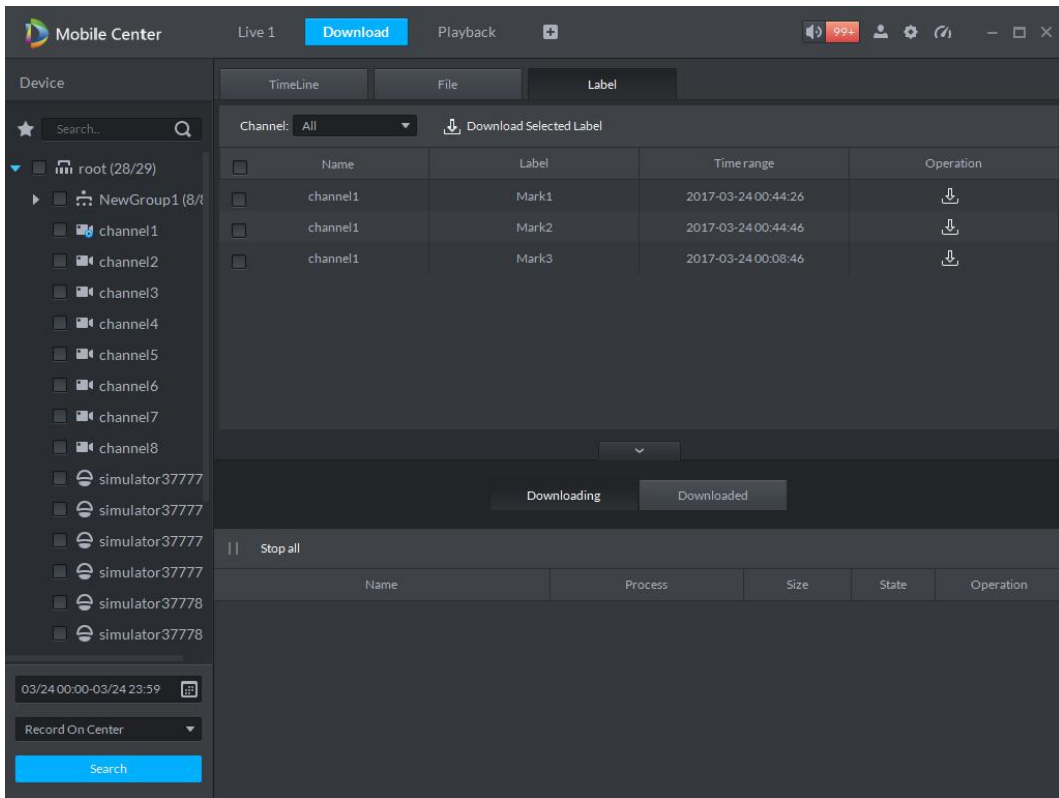 Mobile Center
Live 1 Download Playback 99+
Device
TimeLine File Label
Search..
Channel: All Download Selected Label
root (28/29)
Name Label Time range Operation
NewGroup1 (8/8
channel1 Mark1 2017-03-24 00:44:26
channel1 Mark2 2017-03-24 00:44:46
channel1 Mark3 2017-03-24 00:08:46
channel1
channel2
channel3
channel4
channel5
channel6
channel7
channel8
simulator37777
simulator37777
simulator37777
simulator37777
simulator37778
simulator37778
Downloading Downloaded
Stop all
Name Process Size State Operation
03/24 00:00-03/24 23:59
Record On Center
Search